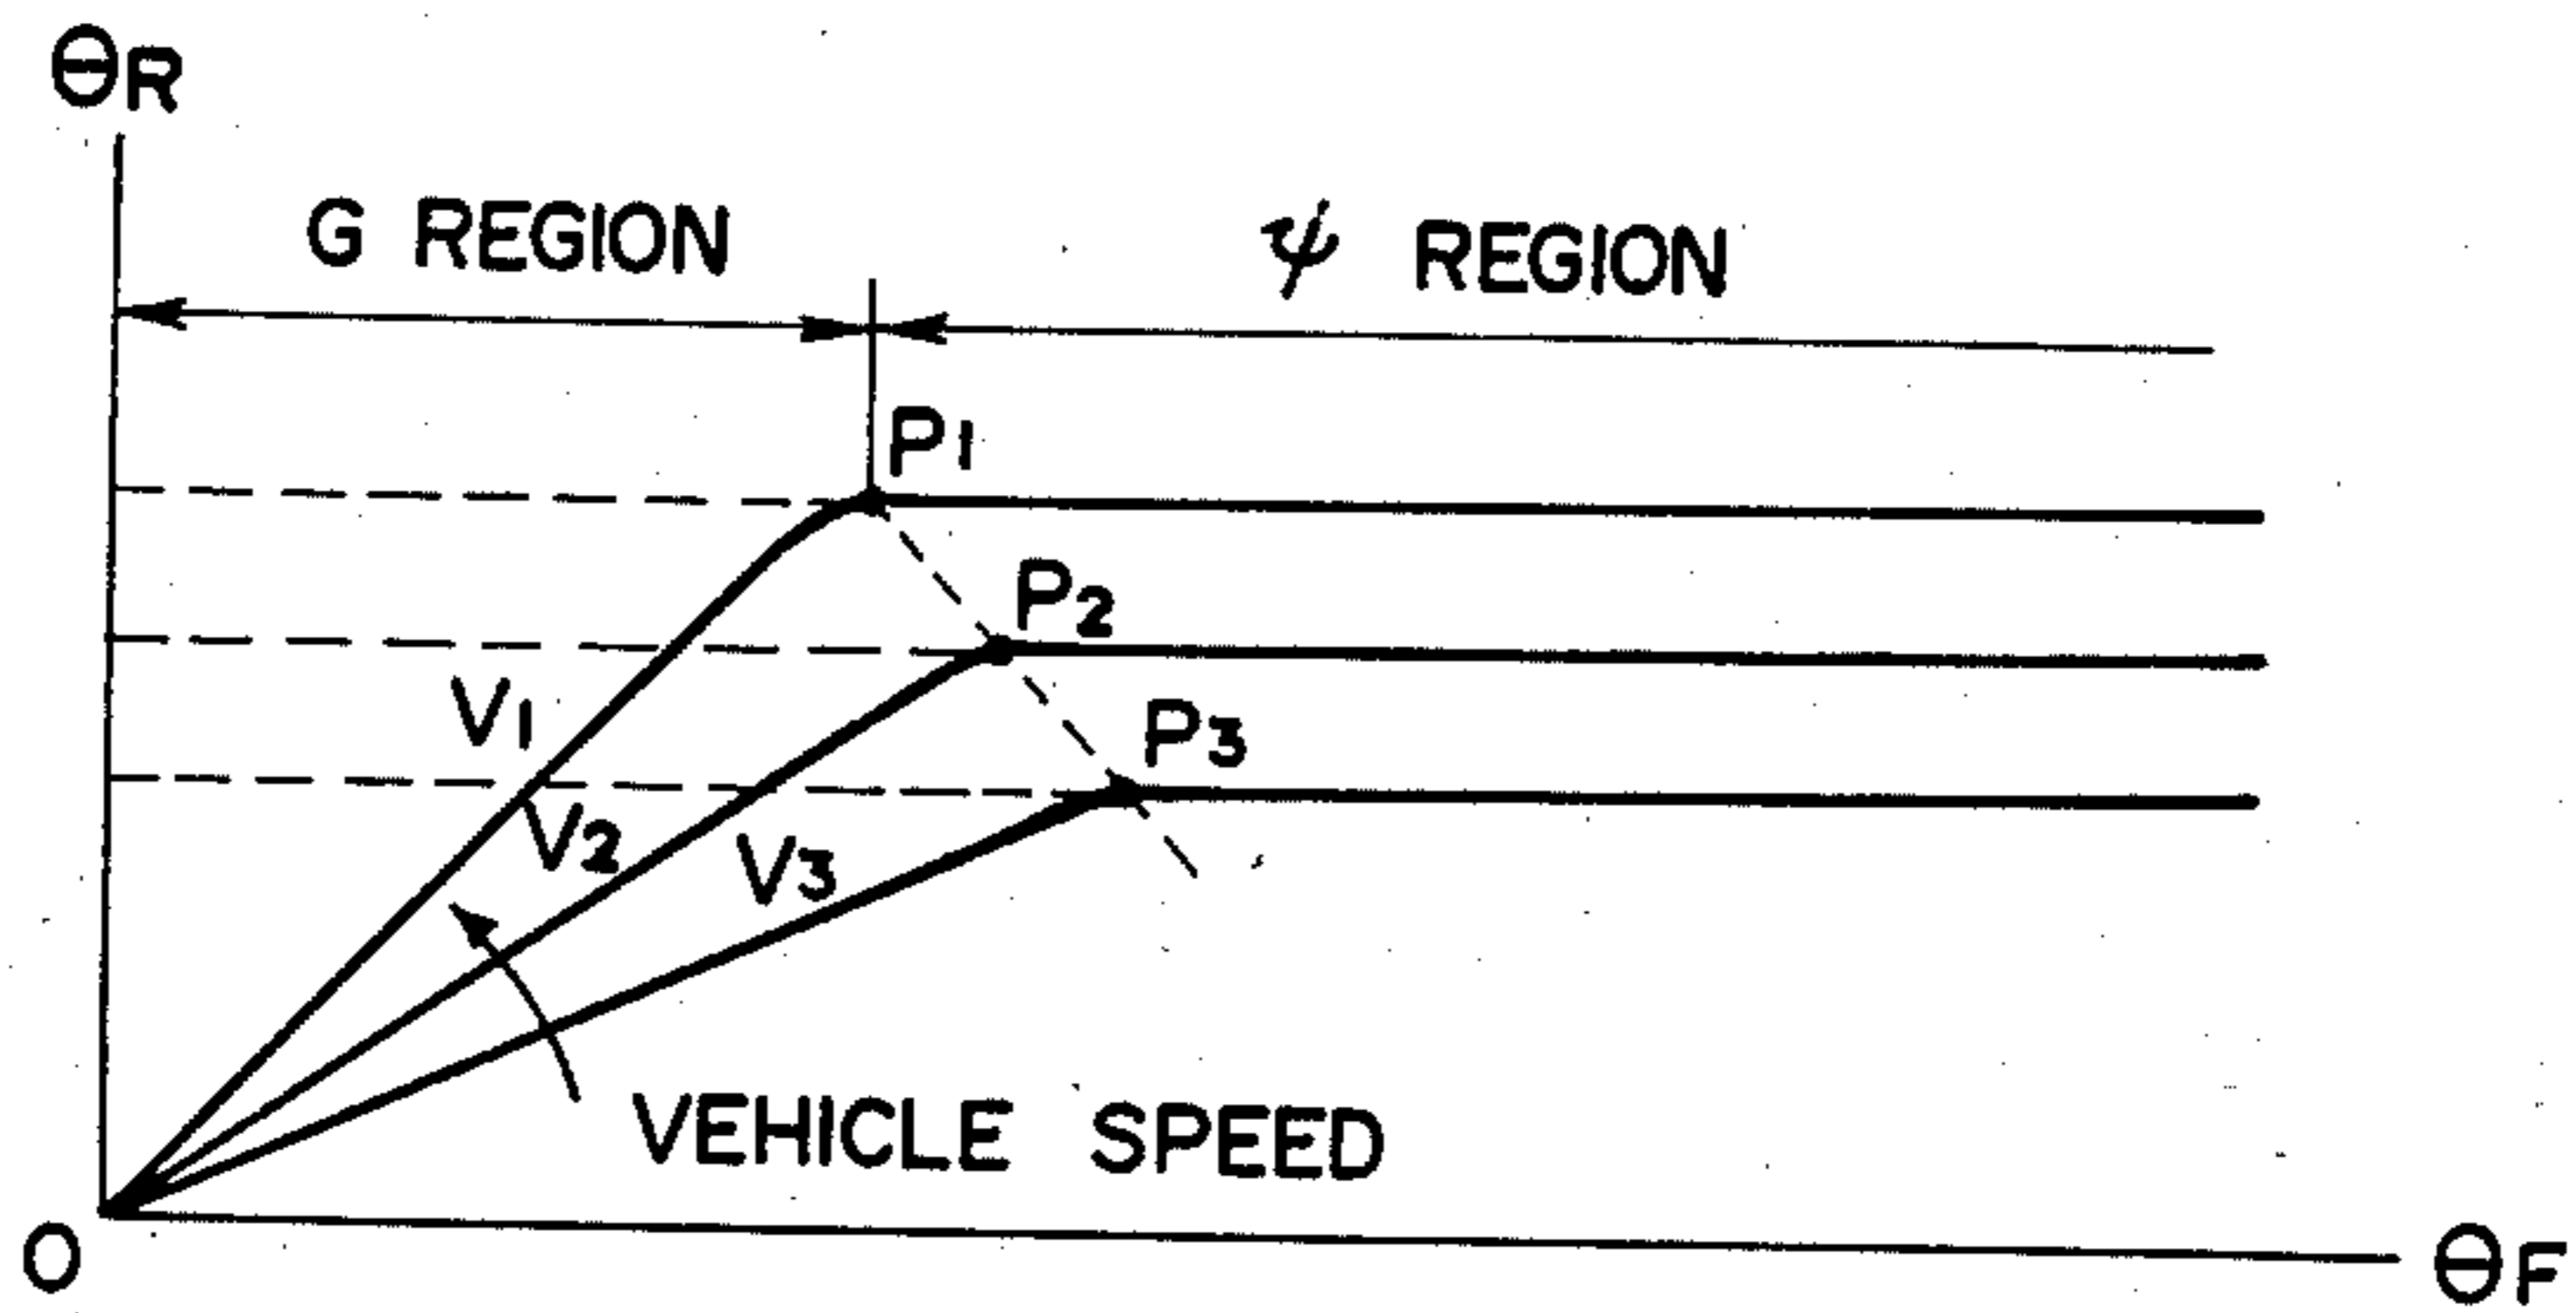 ΘR
G REGION
ψ REGION
P1
P2
P3
V1
V2
V3
VEHICLE SPEED
O
ΘF